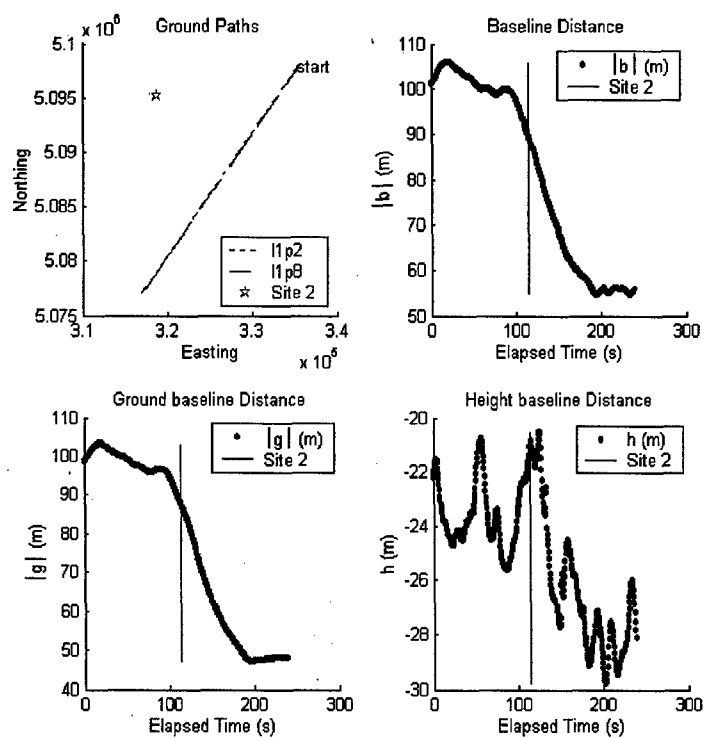 Ground Paths
x 10^6
5.1
5.095
5.09
5.085
5.08
5.075
Northing
start
l1p2
l1p8
Site 2
3.1 3.2 3.3 3.4
Easting
x 10^5
Baseline Distance
110
100
90
80
70
60
50
|b| (m)
|b| (m)
Site 2
0 100 200 300
Elapsed Time (s)
Ground baseline Distance
110
100
90
80
70
60
50
40
|g| (m)
|g| (m)
Site 2
0 100 200 300
Elapsed Time (s)
Height baseline Distance
-20
-22
-24
-26
-28
-30
h (m)
h (m)
Site 2
0 100 200 300
Elapsed Time (s)